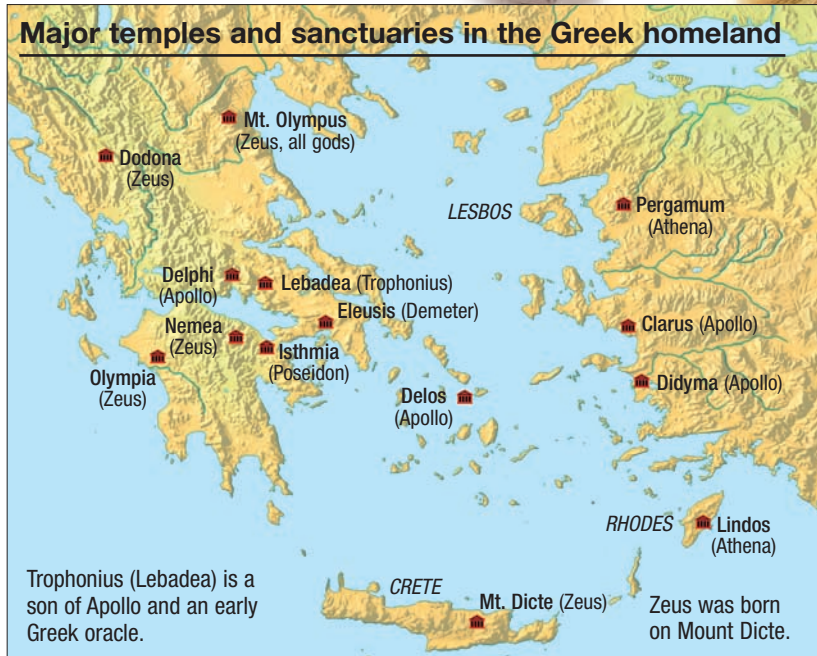 Major temples and sanctuaries in the Greek homeland
Mt. Olympus
(Zeus, all gods)
Dodona
(Zeus)
LESBOS
Pergamum
(Athena)
Delphi
(Apollo)
Lebadea (Trophonius)
Eleusis (Demeter)
Nemea
(Zeus)
Isthmia
(Poseidon)
Clarus (Apollo)
Olympia
(Zeus)
Delos
(Apollo)
Didyma (Apollo)
RHODES
Lindos
(Athena)
CRETE
Mt. Dicte (Zeus)
Trophonius (Lebadea) is a
son of Apollo and an early
Greek oracle.
Zeus was born
on Mount Dicte.